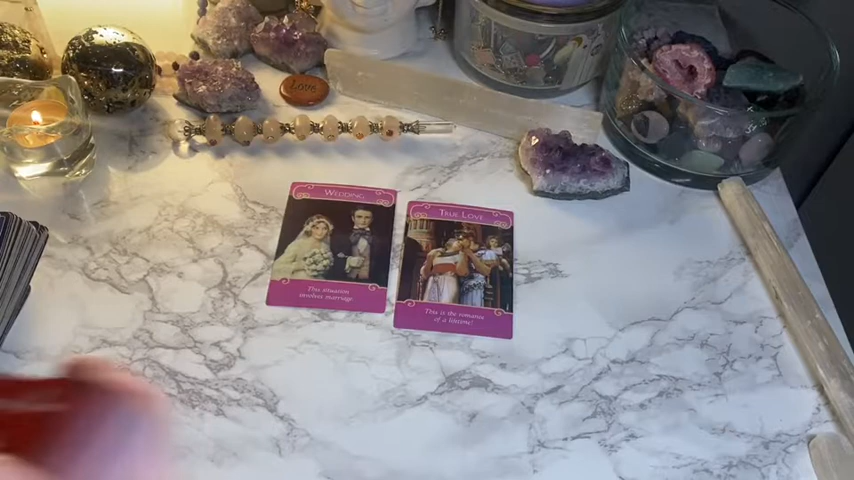 LOVE
WEDDING
This situation
involves marriage.
TRUE LOVE
This is the romance
of a lifetime!